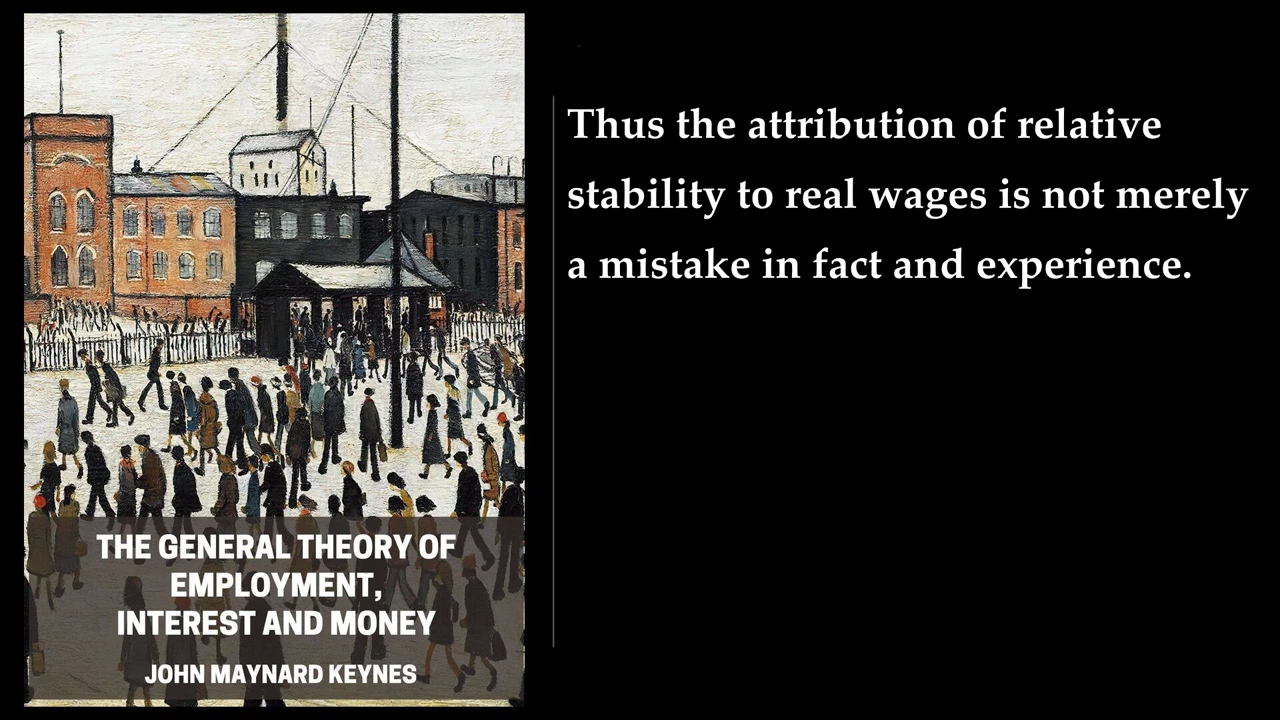 Thus the attribution of relative
stability to real wages is not merely
a mistake in fact and experience.
THE GENERAL THEORY OF
EMPLOYMENT,
INTEREST AND MONEY
JOHN MAYNARD KEYNES